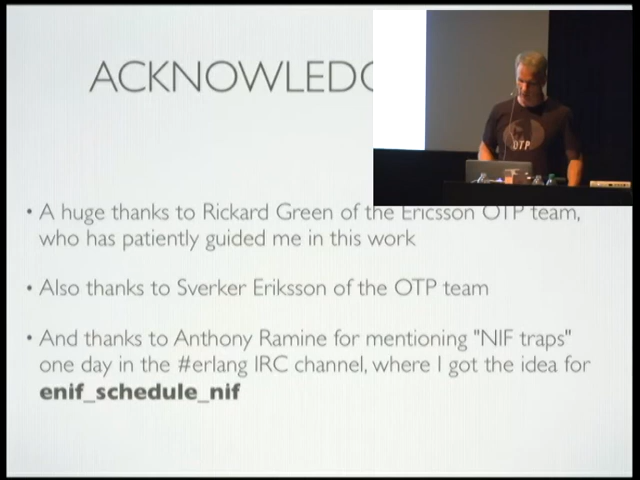 ACKNOWLEDG
• A huge thanks to Rickard Green of the Ericsson OTP team,
who has patiently guided me in this work
• Also thanks to Sverker Eriksson of the OTP team
• And thanks to Anthony Ramine for mentioning "NIF traps"
one day in the #erlang IRC channel, where I got the idea for
enif_schedule_nif
OTP